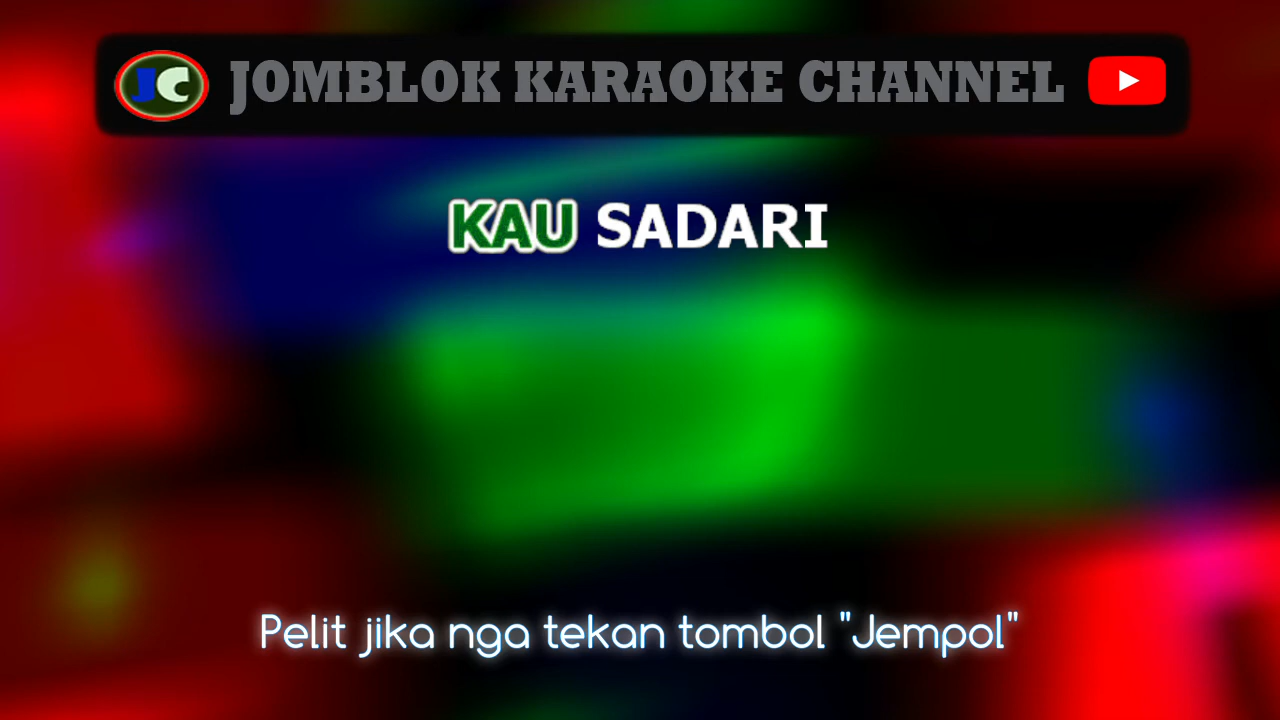 JC JOMBLOK KARAOKE CHANNEL
KAU SADARI
Pelit jika nga tekan tombol "Jempol"